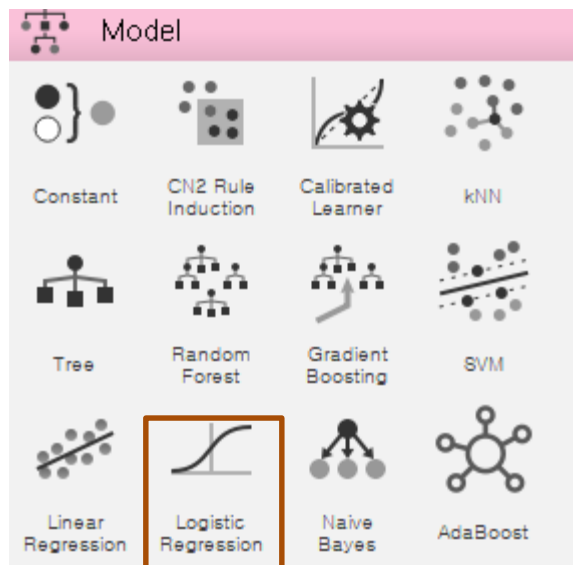 Model
Constant
CN2 Rule
Induction
Calibrated
Learner
kNN
Tree
Random
Forest
Gradient
Boosting
SVM
Linear
Regression
Logistic
Regression
Naive
Bayes
AdaBoost